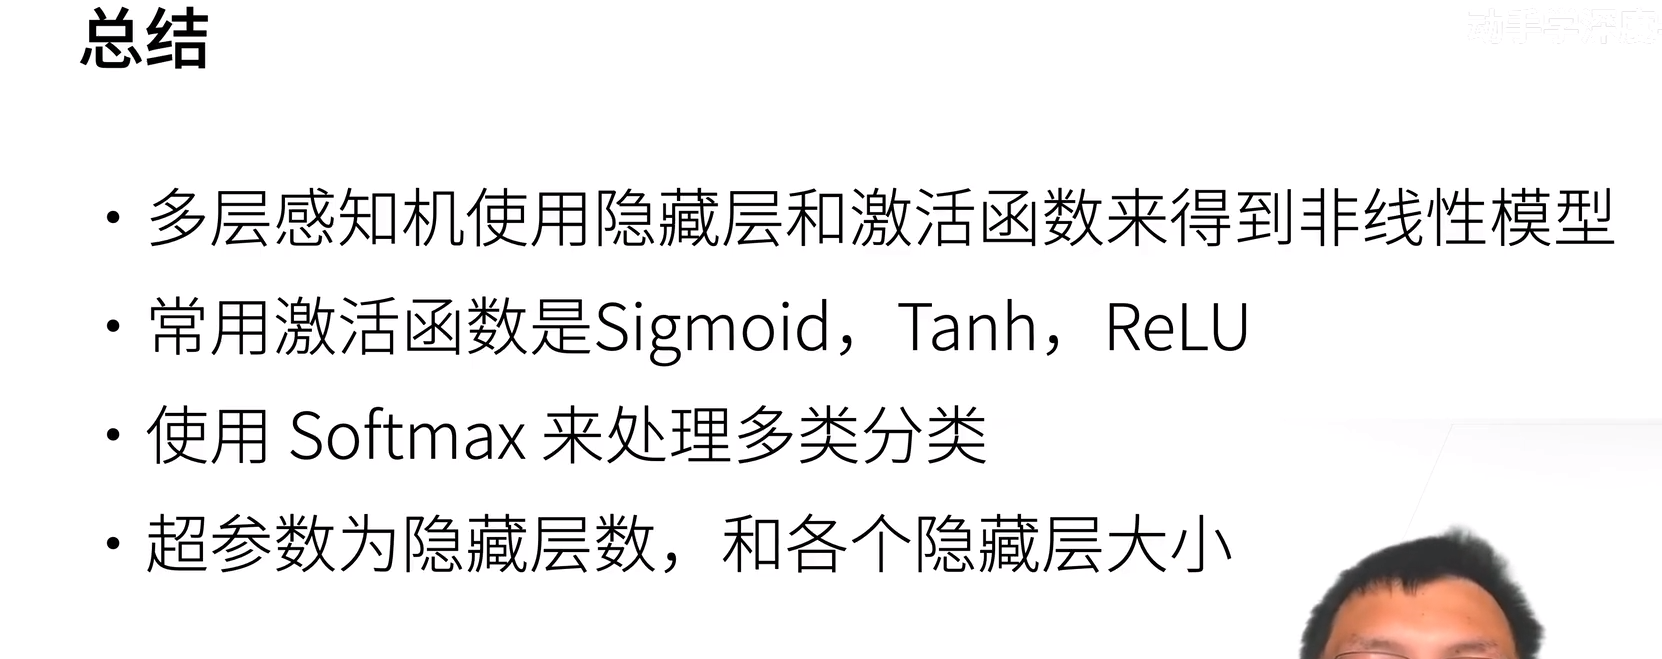 总结
动手学深度
• 多层感知机使用隐藏层和激活函数来得到非线性模型
• 常用激活函数是Sigmoid，Tanh，ReLU
• 使用 Softmax 来处理多类分类
• 超参数为隐藏层数，和各个隐藏层大小